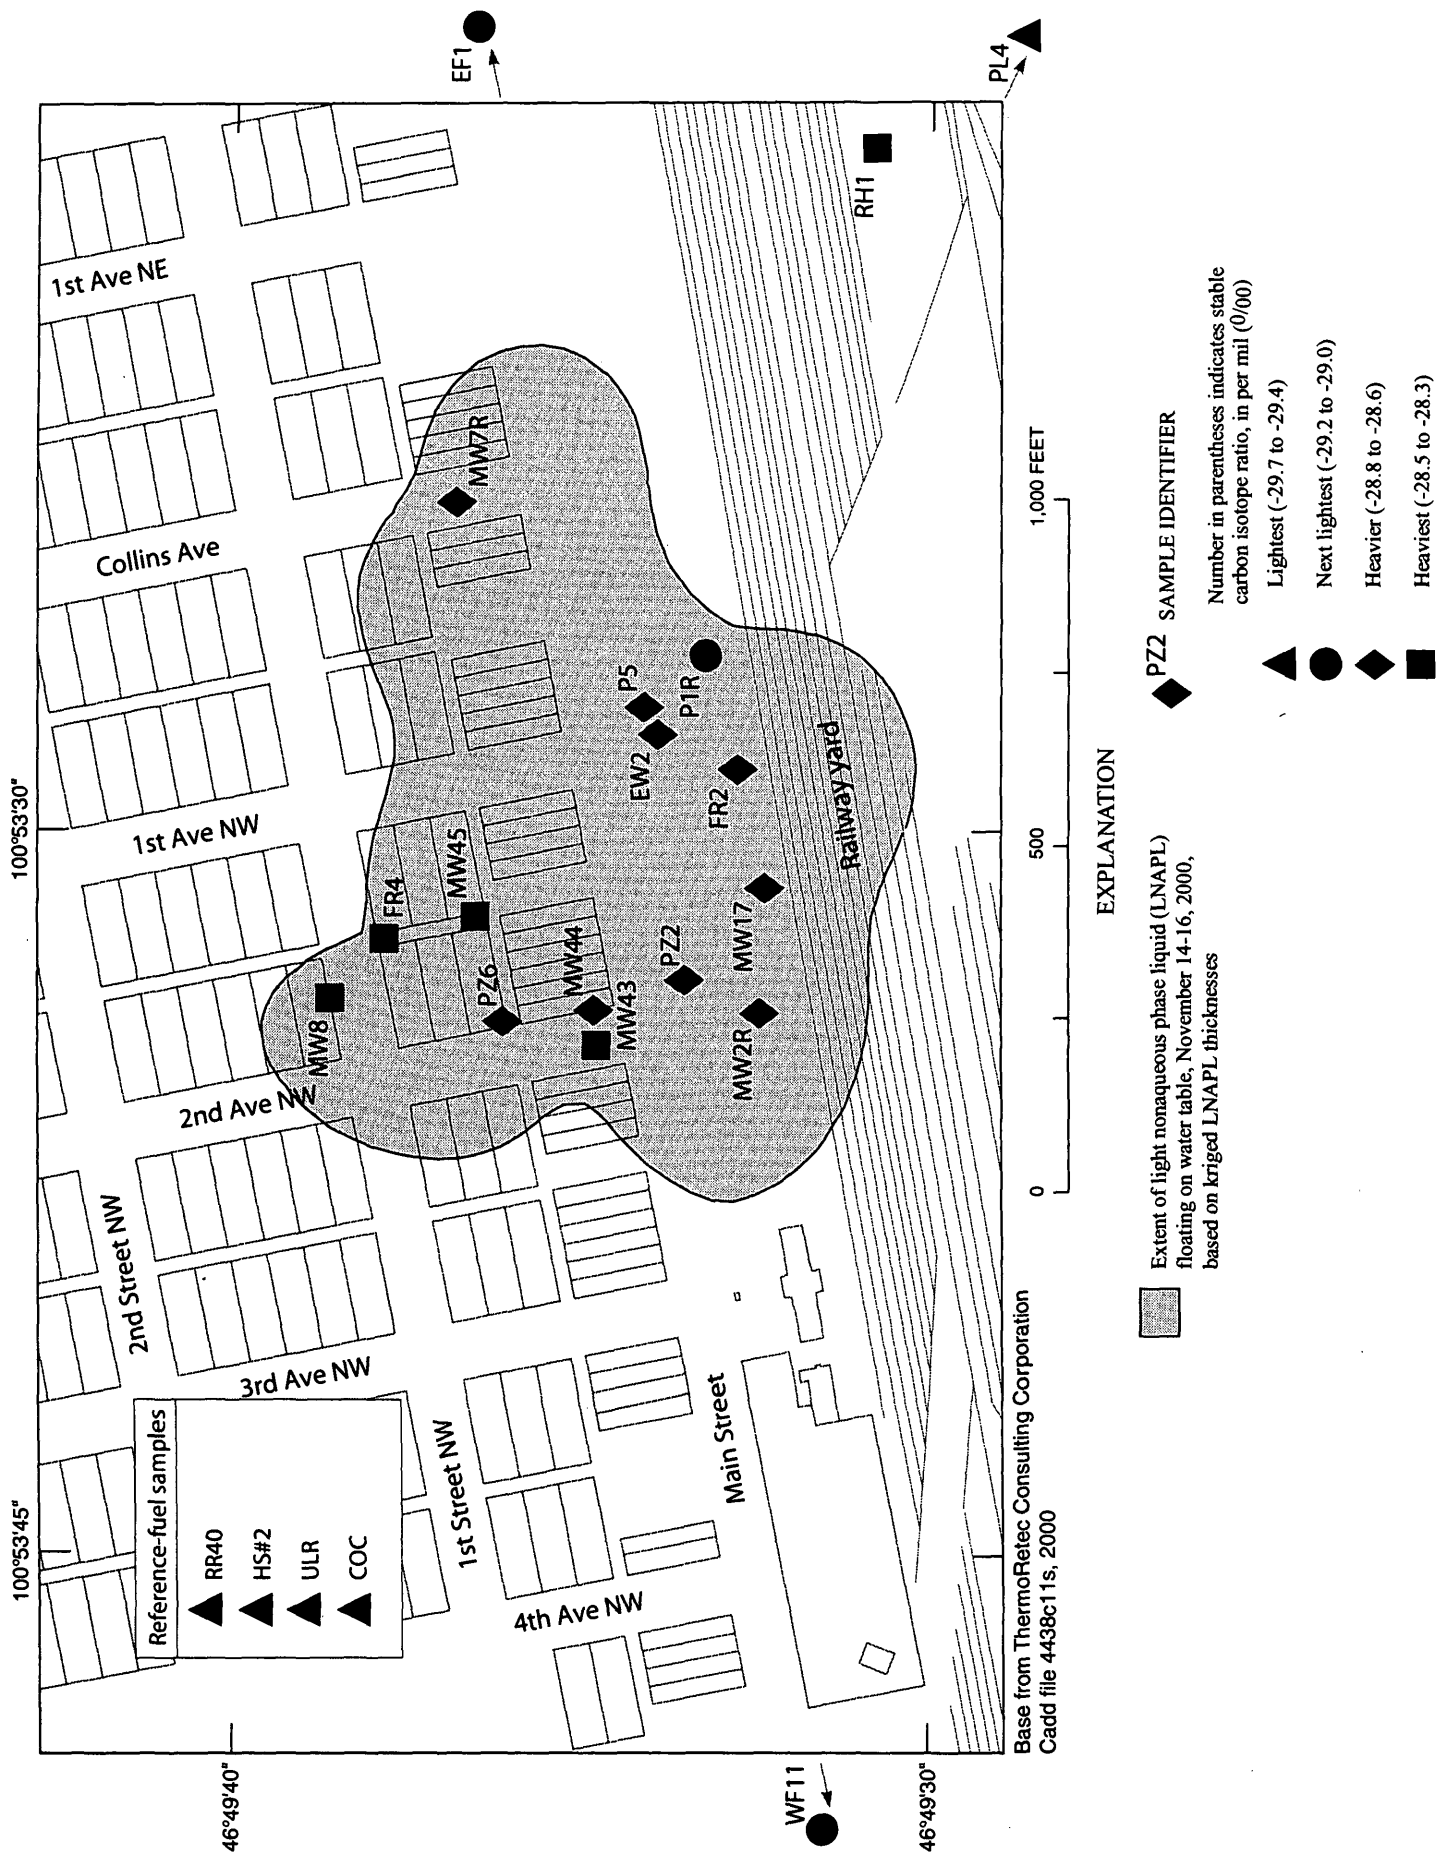 100°53'45"
100°53'30"
46°49'40"
46°49'30"
Reference-fuel samples
RR40
HS#2
ULR
COC
2nd Street NW
1st Street NW
Main Street
4th Ave NW
3rd Ave NW
2nd Ave NW
1st Ave NW
Collins Ave
1st Ave NE
MW8
FR4
MW45
PZ6
MW44
MW43
PZ2
MW2R
MW17
FR2
EW2
P5
P1R
MW7R
Railway yard
RH1
WF11
EF1
PL4
Base from ThermoRetec Consulting Corporation
Cadd file 4438c11s, 2000
0
500
1,000 FEET
EXPLANATION
Extent of light nonaqueous phase liquid (LNAPL)
floating on water table, November 14-16, 2000,
based on kriged LNAPL thicknesses
PZ2 SAMPLE IDENTIFIER
Number in parentheses indicates stable
carbon isotope ratio, in per mil (0/00)
Lightest (-29.7 to -29.4)
Next lightest (-29.2 to -29.0)
Heavier (-28.8 to -28.6)
Heaviest (-28.5 to -28.3)